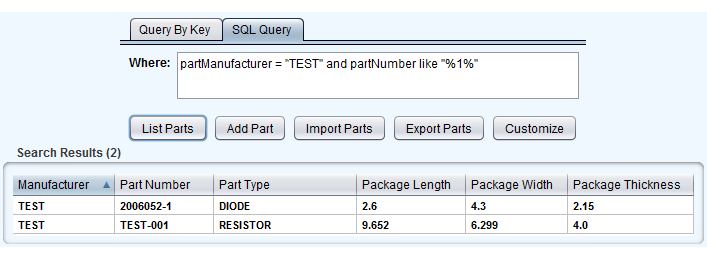 Query By Key SQL Query
Where: partManufacturer = "TEST" and partNumber like "%1%"
List Parts Add Part Import Parts Export Parts Customize
Search Results (2)
Manufacturer Part Number Part Type Package Length Package Width Package Thickness
TEST 2006052-1 DIODE 2.6 4.3 2.15
TEST TEST-001 RESISTOR 9.652 6.299 4.0